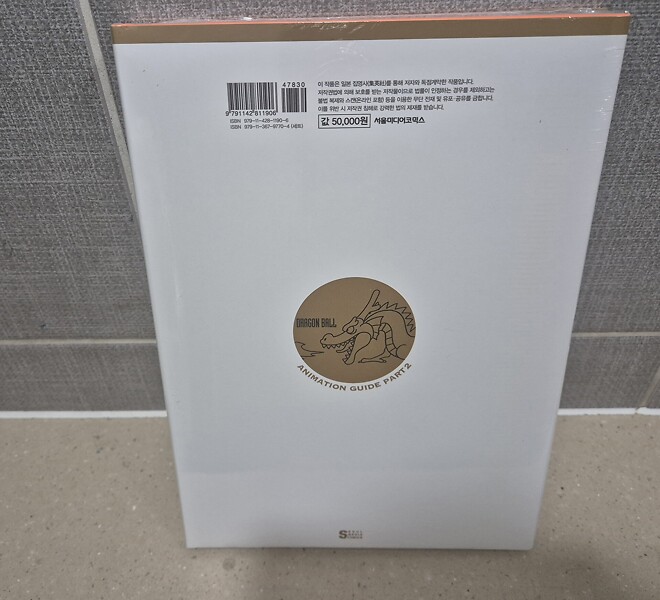 47830
9791142811906
ISBN 979-11-428-1190-6
ISBN 979-11-367-9770-4 (세트)
이 작품은 일본 집영사(集英社)를 통해 저자와 독점계약한 작품입니다.
저작권법에 의해 보호를 받는 저작물이므로 법률이 인정하는 경우를 제외하고는
불법 복제와 스캔(온라인 포함) 등을 이용한 무단 전재 및 유포·공유를 금합니다.
이를 위반 시 저작권 침해로 강력한 법의 제재를 받습니다.
값 50,000원 서울미디어코믹스
DRAGON BALL
ANIMATION GUIDE PART 2